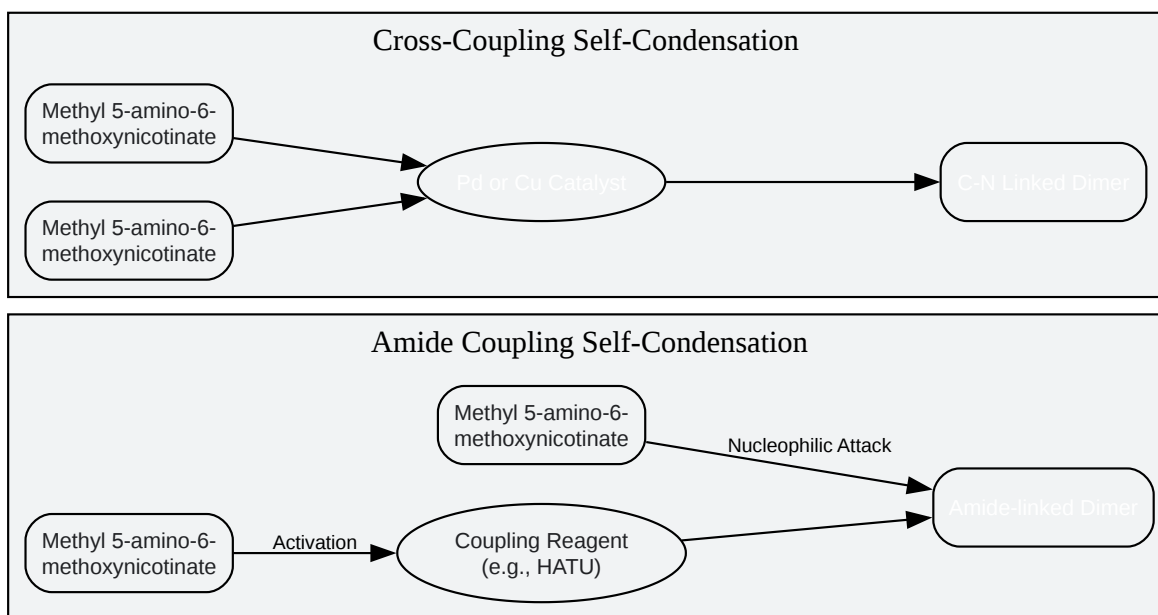 Cross-Coupling Self-Condensation
Methyl 5-amino-6-
methoxynicotinate
Pd or Cu Catalyst
C-N Linked Dimer
Methyl 5-amino-6-
methoxynicotinate
Amide Coupling Self-Condensation
Methyl 5-amino-6-
methoxynicotinate
Nucleophilic Attack
Amide-linked Dimer
Methyl 5-amino-6-
methoxynicotinate
Activation
Coupling Reagent
(e.g., HATU)